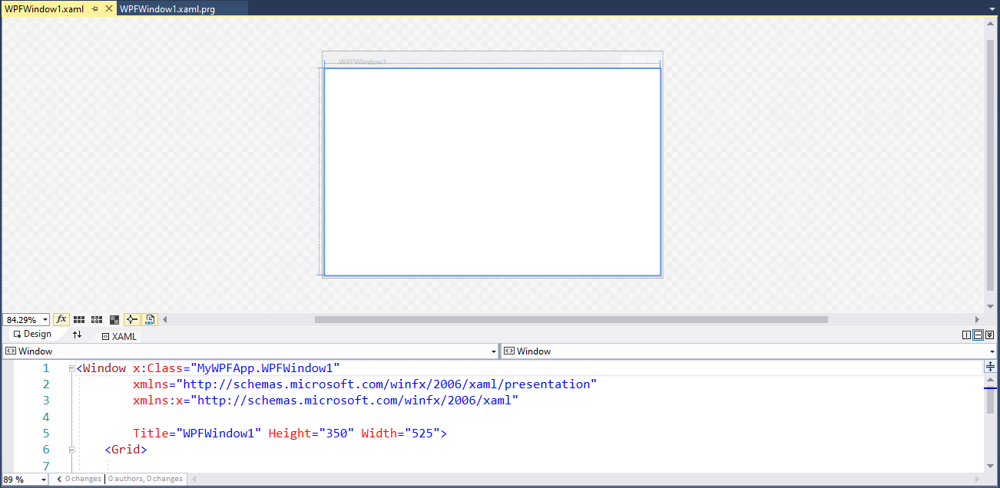 WPFWindow1.xaml WPFWindow1.xaml.prg
WPFWindow1
84.29% fx
Design XAML
Window Window
1 <Window x:Class="MyWPFApp.WPFWindow1"
2 xmlns="http://schemas.microsoft.com/winfx/2006/xaml/presentation"
3 xmlns:x="http://schemas.microsoft.com/winfx/2006/xaml"
4
5 Title="WPFWindow1" Height="350" Width="525">
6 <Grid>
7
89 % 0 changes 0 authors, 0 changes